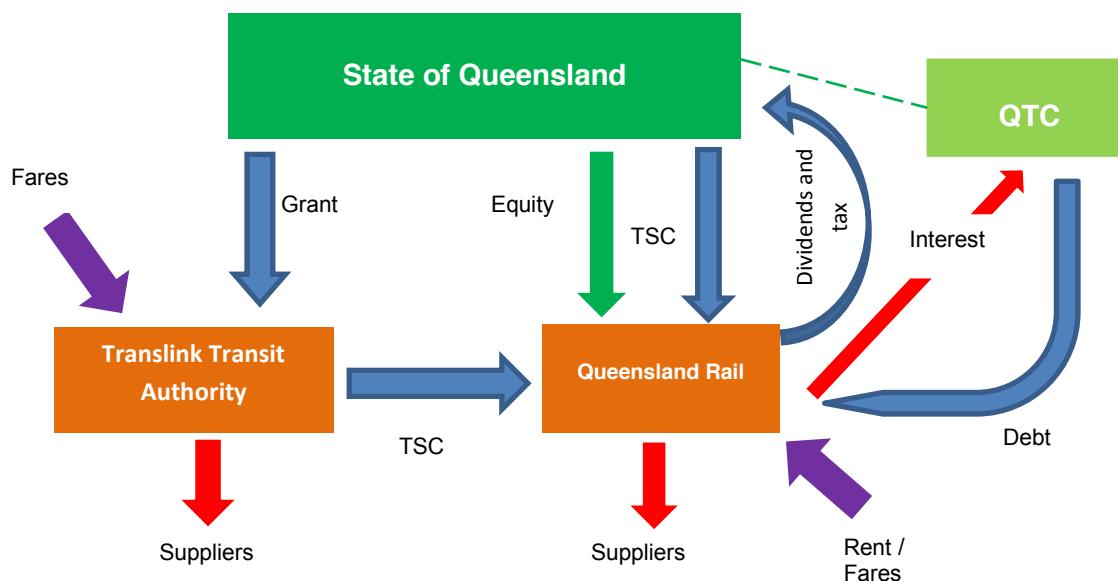 State of Queensland
QTC
Fares
Grant
Equity
TSC
Dividends and
tax
Interest
Translink Transit
Authority
Queensland Rail
TSC
Debt
Suppliers
Suppliers
Rent /
Fares